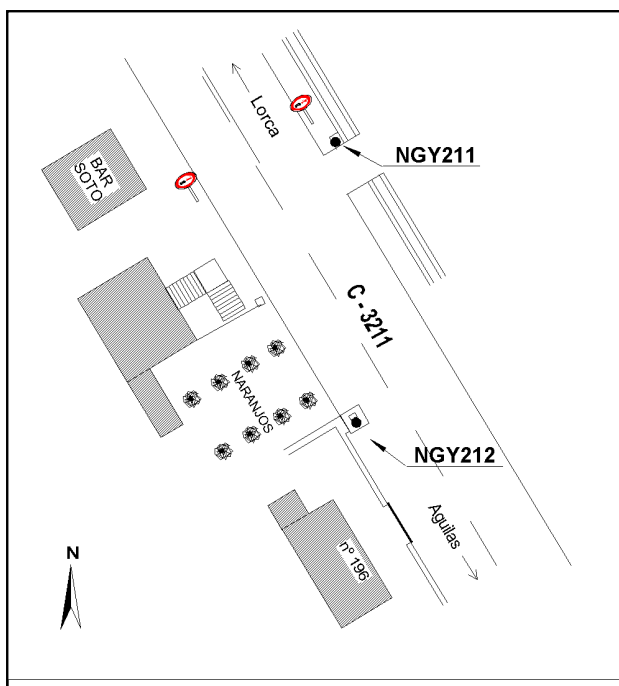 Lorca
NGY211
BAR
SOTO
C - 3211
NARANJOS
NGY212
Aguilas
nº 196
N